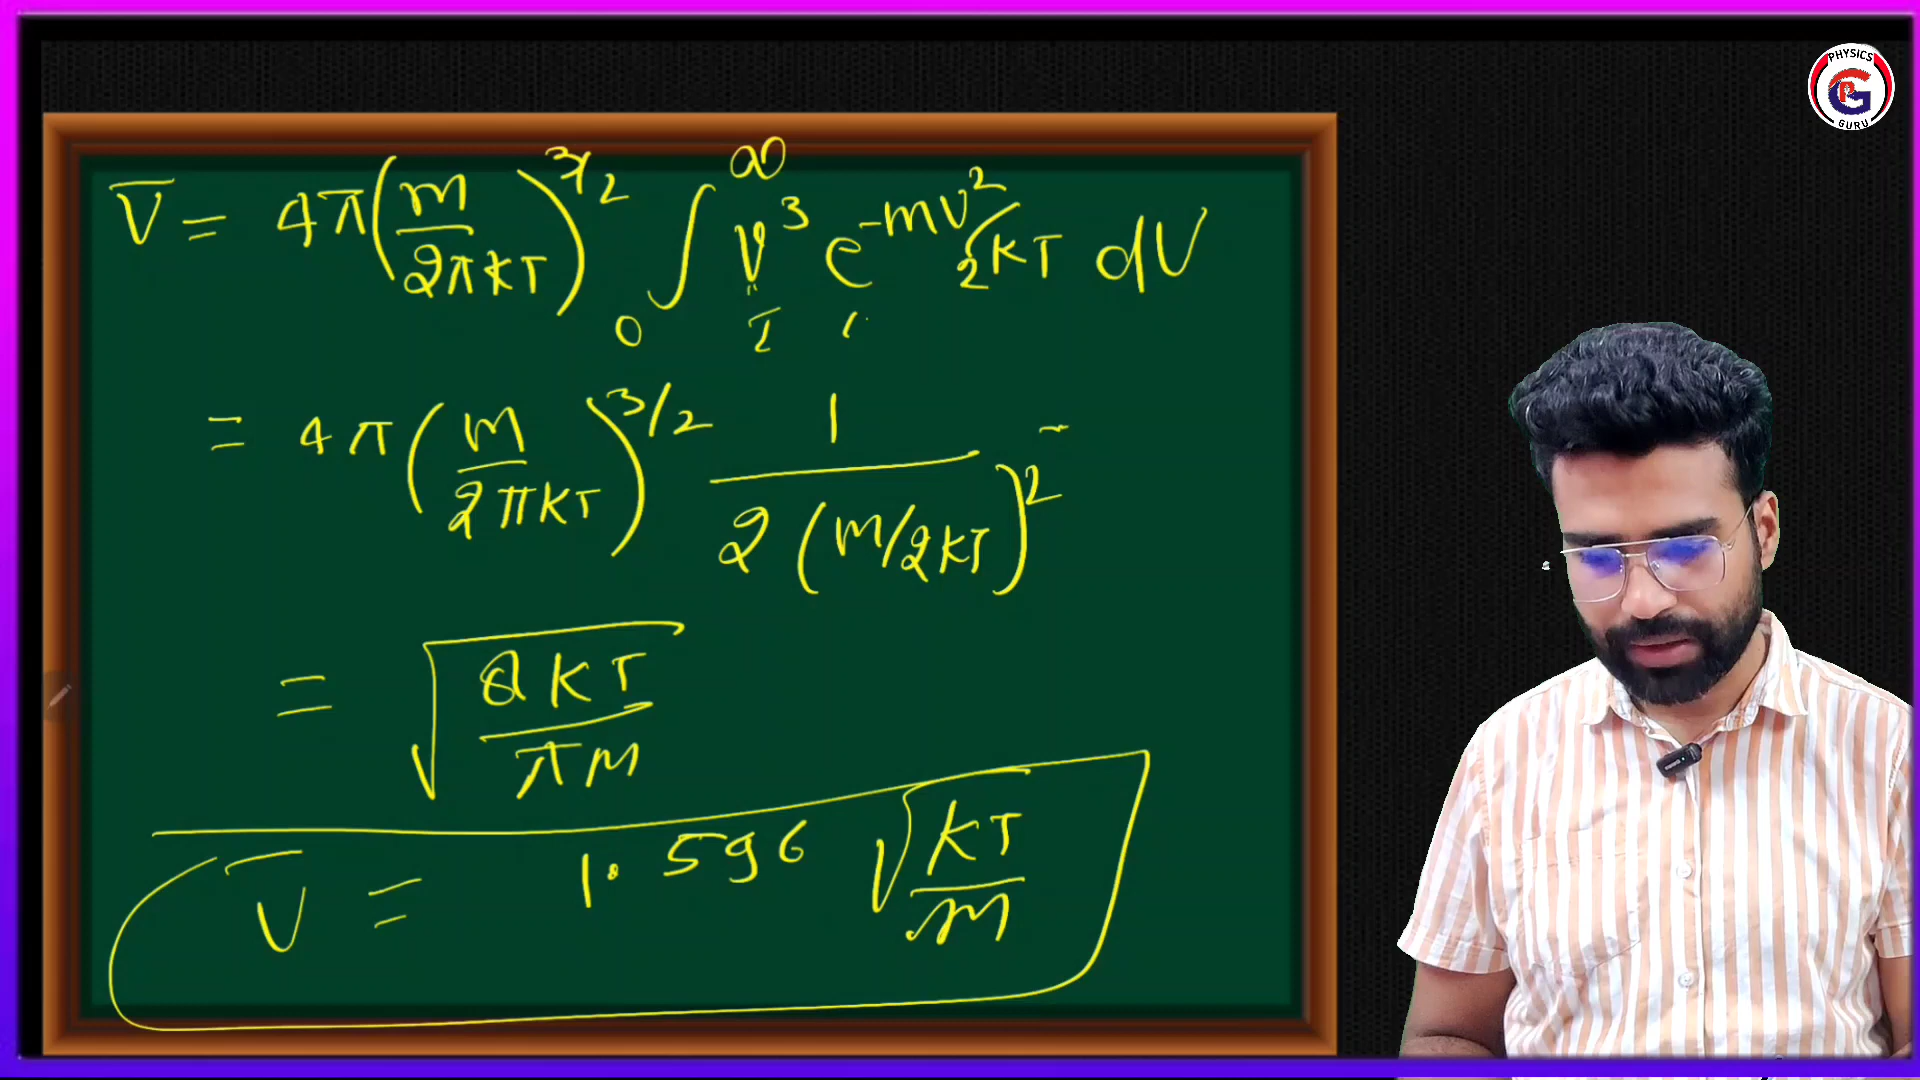 PHYSICS
GURU
V̅ = 4π(m/2πKT)^3/2 ∫₀^∞ V³ e^-mv²/2KT dV
I
= 4π(m/2πKT)^3/2 1/2(m/2KT)²
= √(8KT/πm)
V̅ = 1.596 √(KT/m)